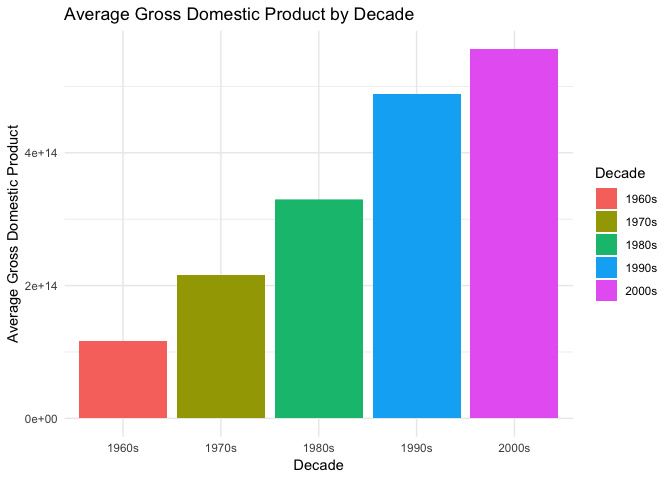 Average Gross Domestic Product by Decade
Average Gross Domestic Product
4e+14
2e+14
0e+00
1960s
1970s
1980s
1990s
2000s
Decade
Decade
1960s
1970s
1980s
1990s
2000s